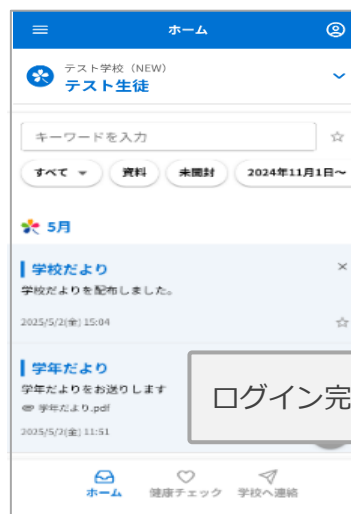 ホーム
テスト学校（NEW）
テスト生徒
キーワードを入力
すべて 資料 未開封 2024年11月1日〜
5月
学校だより
学校だよりを配布しました。
2025/5/2(金) 15:04
学年だより
学年だよりをお送りします
学年だより.pdf
2025/5/2(金) 11:51
ログイン完
ホーム 健康チェック 学校へ連絡